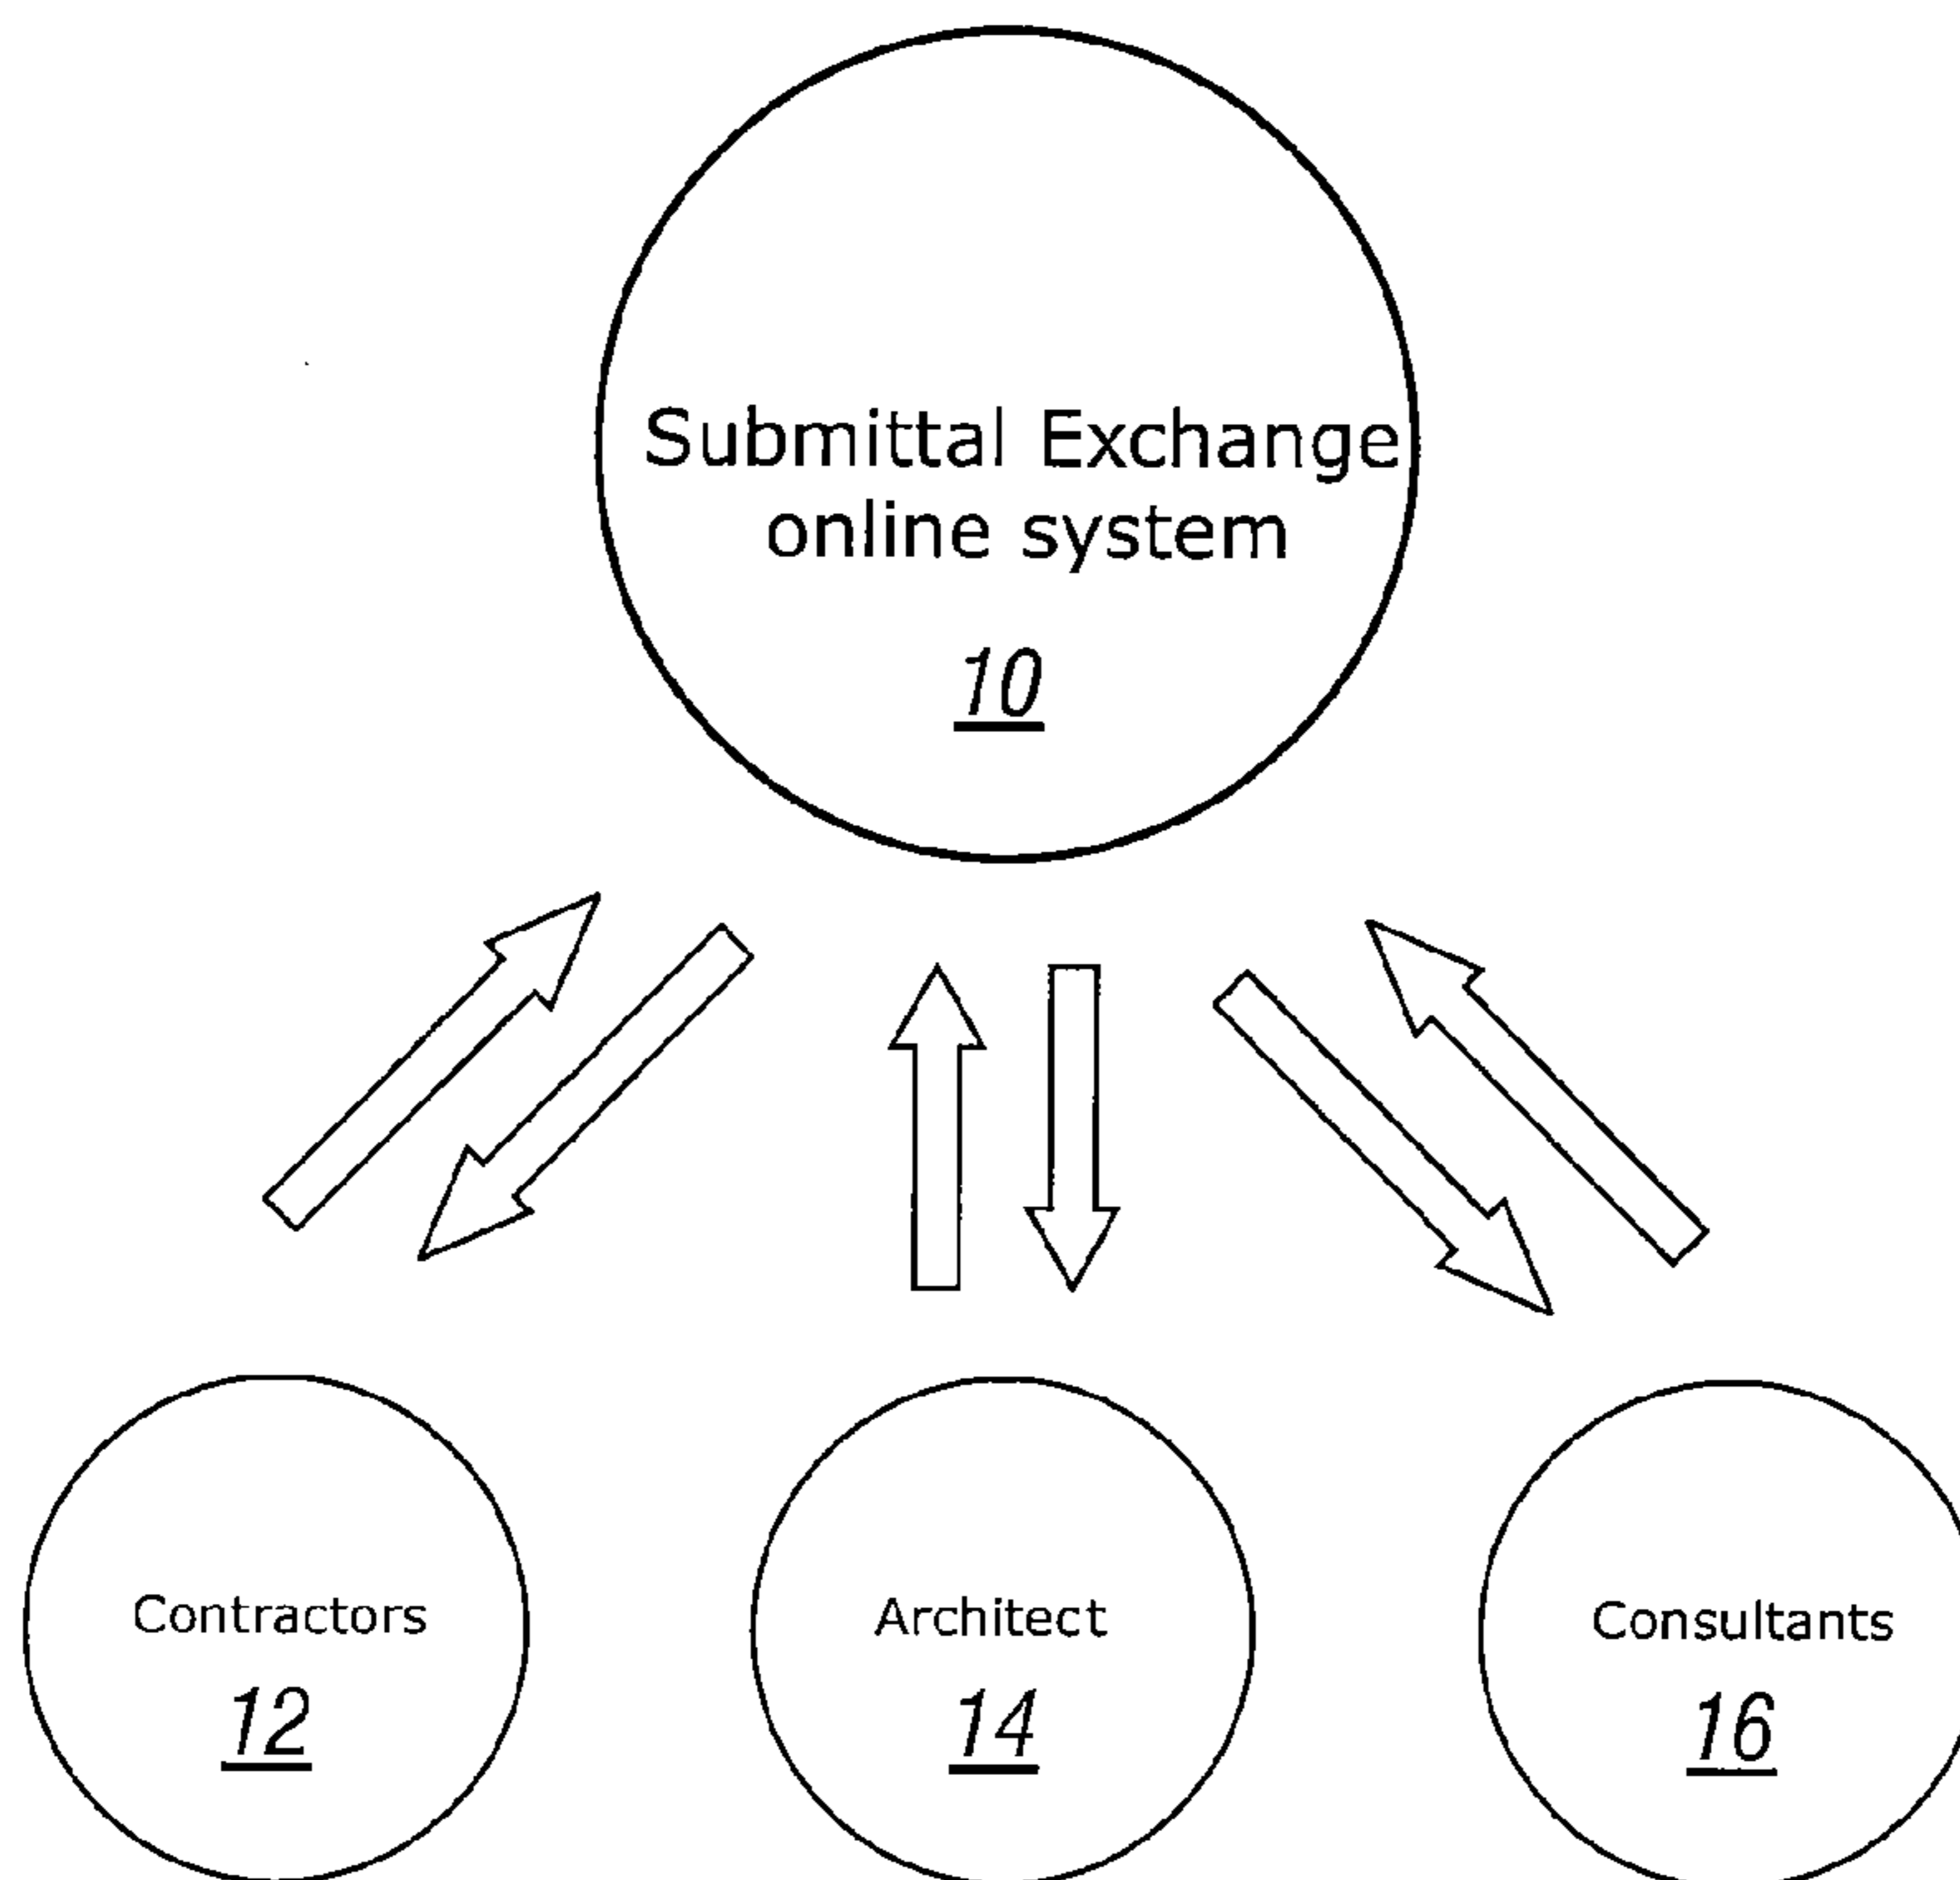 Submittal Exchange
online system
10
Contractors
12
Architect
14
Consultants
16